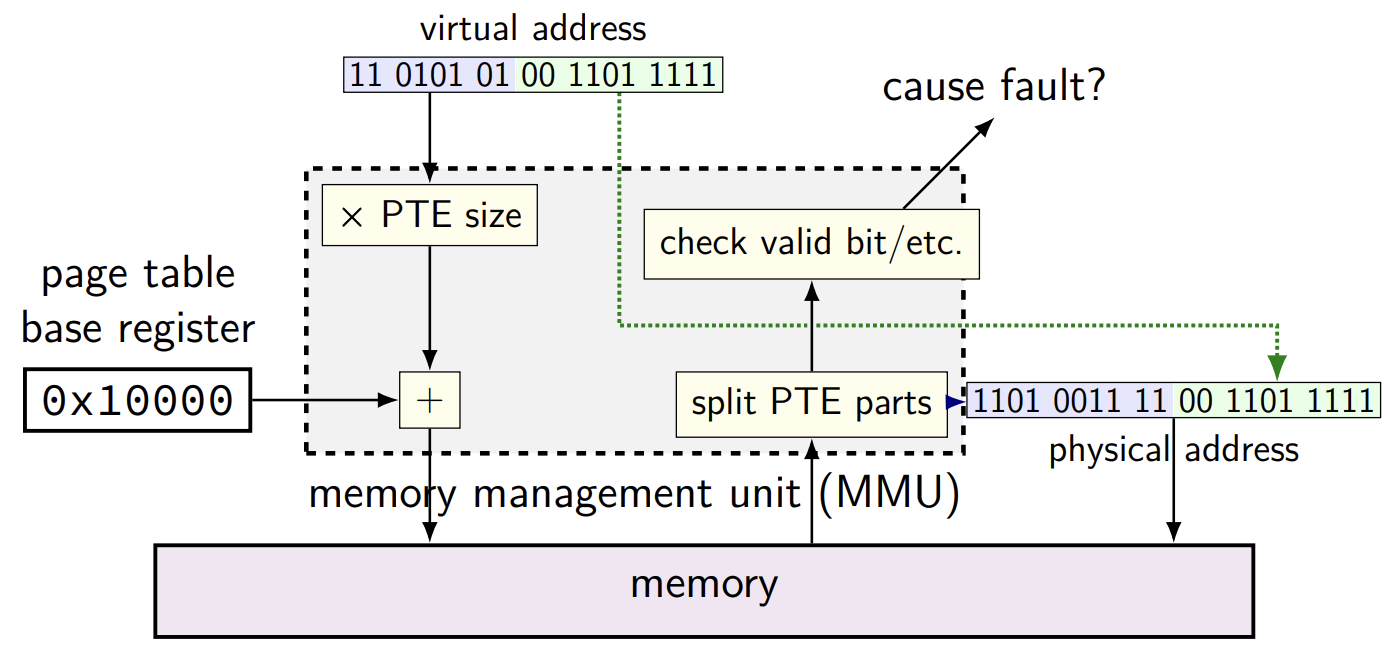 virtual address
11 0101 01 00 1101 1111
cause fault?
× PTE size
check valid bit/etc.
page table
base register
0x10000
+
split PTE parts
1101 0011 11 00 1101 1111
physical address
memory management unit (MMU)
memory